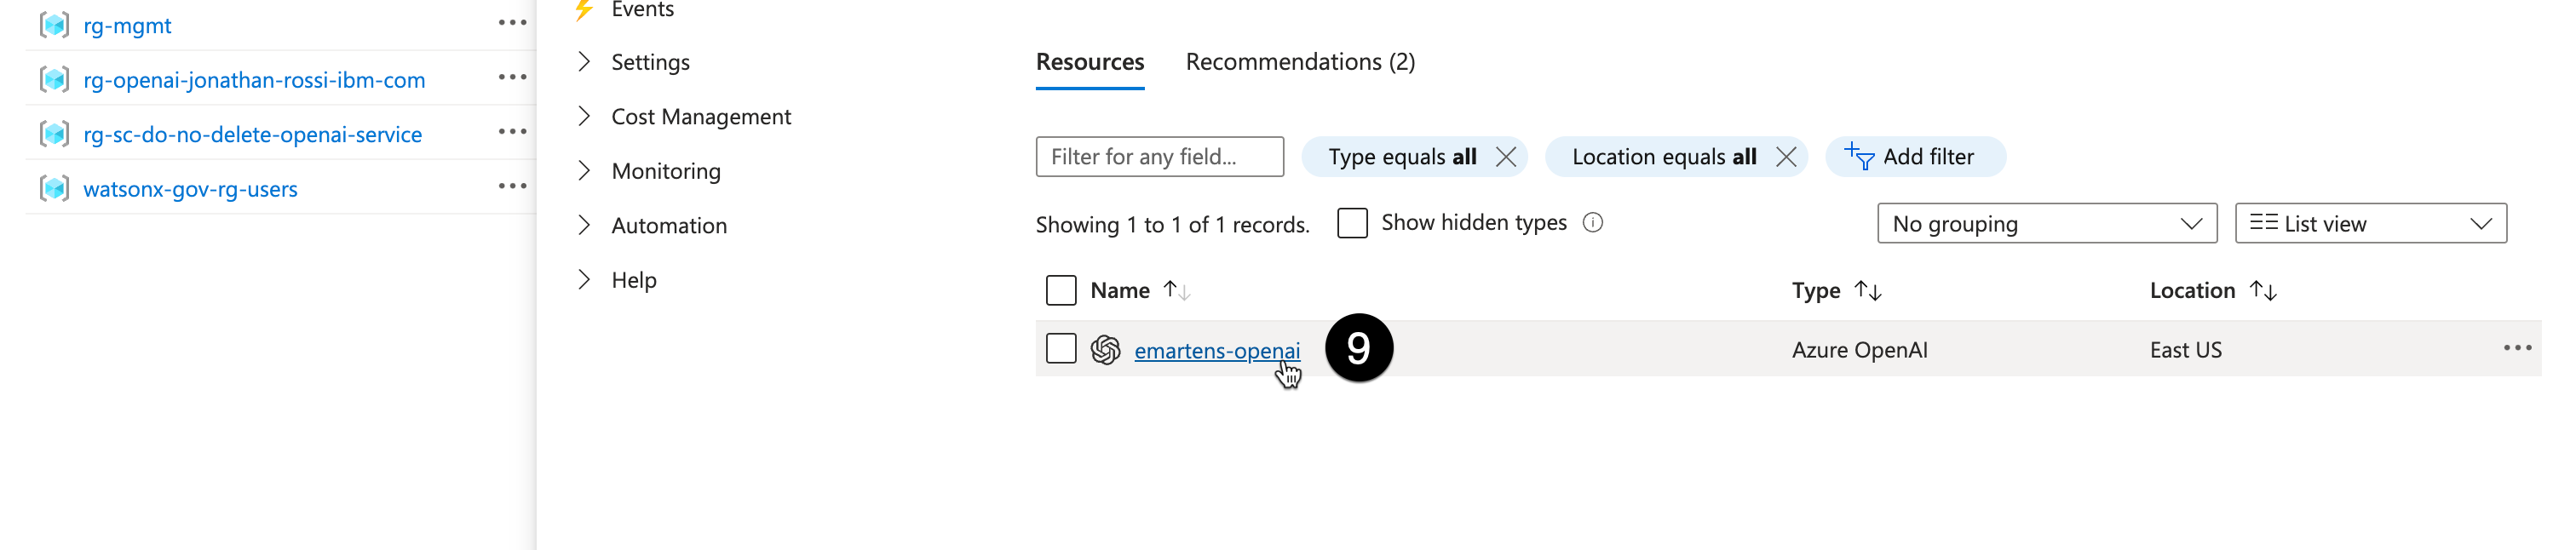 rg-mgmt
rg-openai-jonathan-rossi-ibm-com
rg-sc-do-no-delete-openai-service
watsonx-gov-rg-users
Events
Settings
Cost Management
Monitoring
Automation
Help
Resources Recommendations (2)
Filter for any field... Type equals all Location equals all Add filter
Showing 1 to 1 of 1 records. Show hidden types No grouping List view
Name Type Location
emartens-openai 9 Azure OpenAI East US